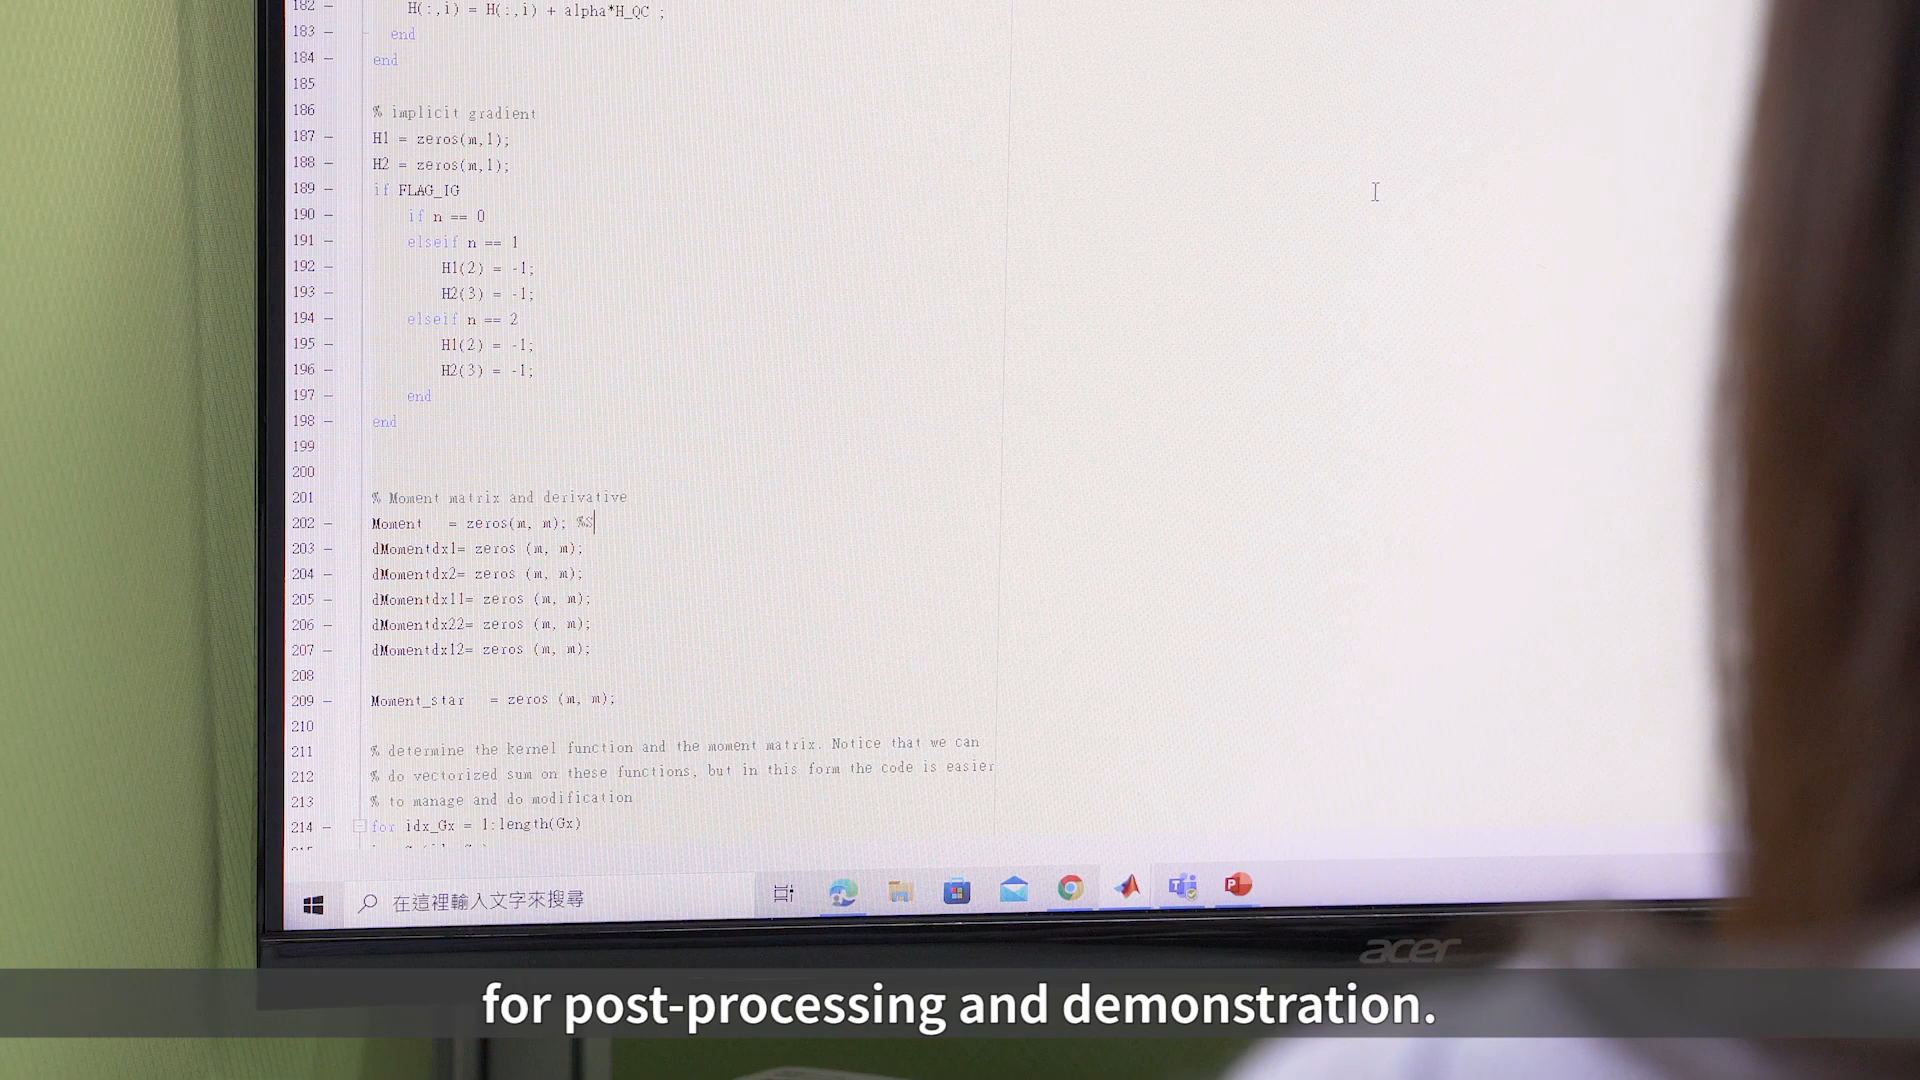 182 – H(:,i) = H(:,i) + alpha*H_QC ;
183 – end
184 – end
185
186 % implicit gradient
187 – H1 = zeros(m,1);
188 – H2 = zeros(m,1);
189 – if FLAG_IG
190 – if n == 0
191 – elseif n == 1
192 – H1(2) = -1;
193 – H2(3) = -1;
194 – elseif n == 2
195 – H1(2) = -1;
196 – H2(3) = -1;
197 – end
198 – end
199
200
201 % Moment matrix and derivative
202 – Moment = zeros(m, m); %S
203 – dMomentdx1= zeros (m, m);
204 – dMomentdx2= zeros (m, m);
205 – dMomentdx11= zeros (m, m);
206 – dMomentdx22= zeros (m, m);
207 – dMomentdx12= zeros (m, m);
208
209 – Moment_star = zeros (m, m);
210
211 % determine the kernel function and the moment matrix. Notice that we can
212 % do vectorized sum on these functions, but in this form the code is easier
213 % to manage and do modification
214 – for idx_Gx = 1:length(Gx)
在這裡輸入文字來搜尋
acer
for post-processing and demonstration.